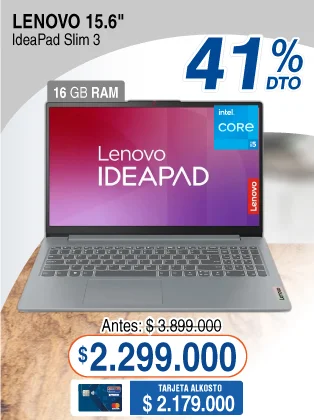 LENOVO 15.6"
IdeaPad Slim 3
41%
DTO
16 GB RAM
intel
CORE
i5
Lenovo
IDEAPAD
Lenovo
Lenovo
Antes: $ 3.899.000
$2.299.000
TARJETA ALKOSTO
$ 2.179.000